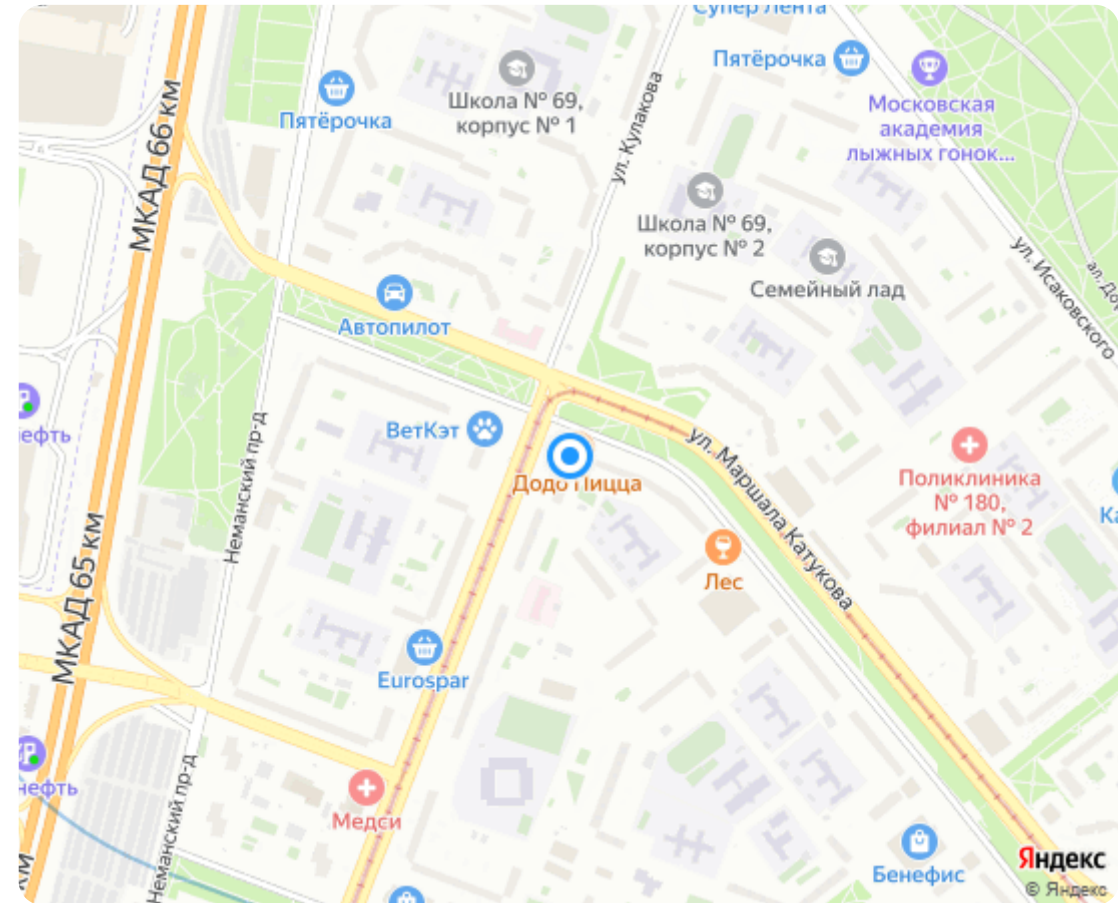 Супер Лента
Пятёрочка
Московская
академия
лыжных гонок...
Школа № 69,
корпус № 1
Пятёрочка
МКАД 66 км
ул. Кулакова
Школа № 69,
корпус № 2
Семейный лад
ул. Исаковского
Автопилот
ВетКэт
Неманский пр-д
Додо Пицца
ул. Маршала Катукова
Поликлиника
№ 180,
филиал № 2
Лес
МКАД 65 км
Eurospar
Медси
Неманский пр-д
Бенефис
Яндекс
© Яндекс